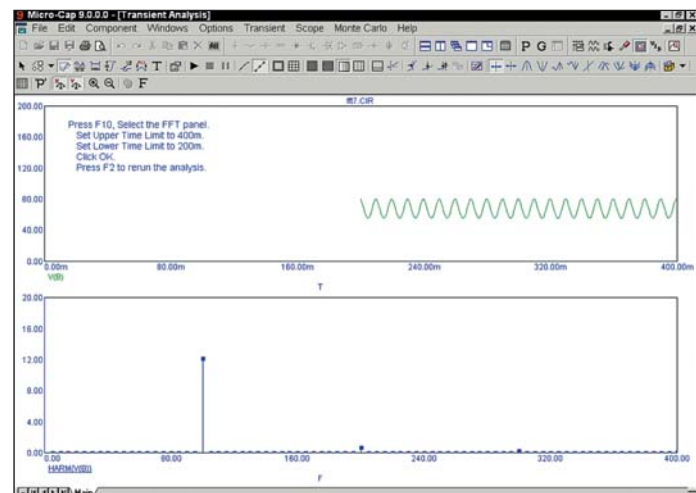 9 Micro-Cap 9.0.0.0 - [Transient Analysis]
File Edit Component Windows Options Transient Scope Monte Carlo Help
T P G
P F
fft7.CIR
200.00
Press F10, Select the FFT panel.
Set Upper Time Limit to 400m.
Set Lower Time Limit to 200m.
Click OK.
Press F2 to rerun the analysis.
160.00
120.00
80.00
40.00
0.00
0.00m 80.00m 160.00m 240.00m 320.00m 400.00m
V(B)
T
20.00
16.00
12.00
8.00
4.00
0.00
0.00 80.00 160.00 240.00 320.00 400.00
HARM(V(B))
F
Main